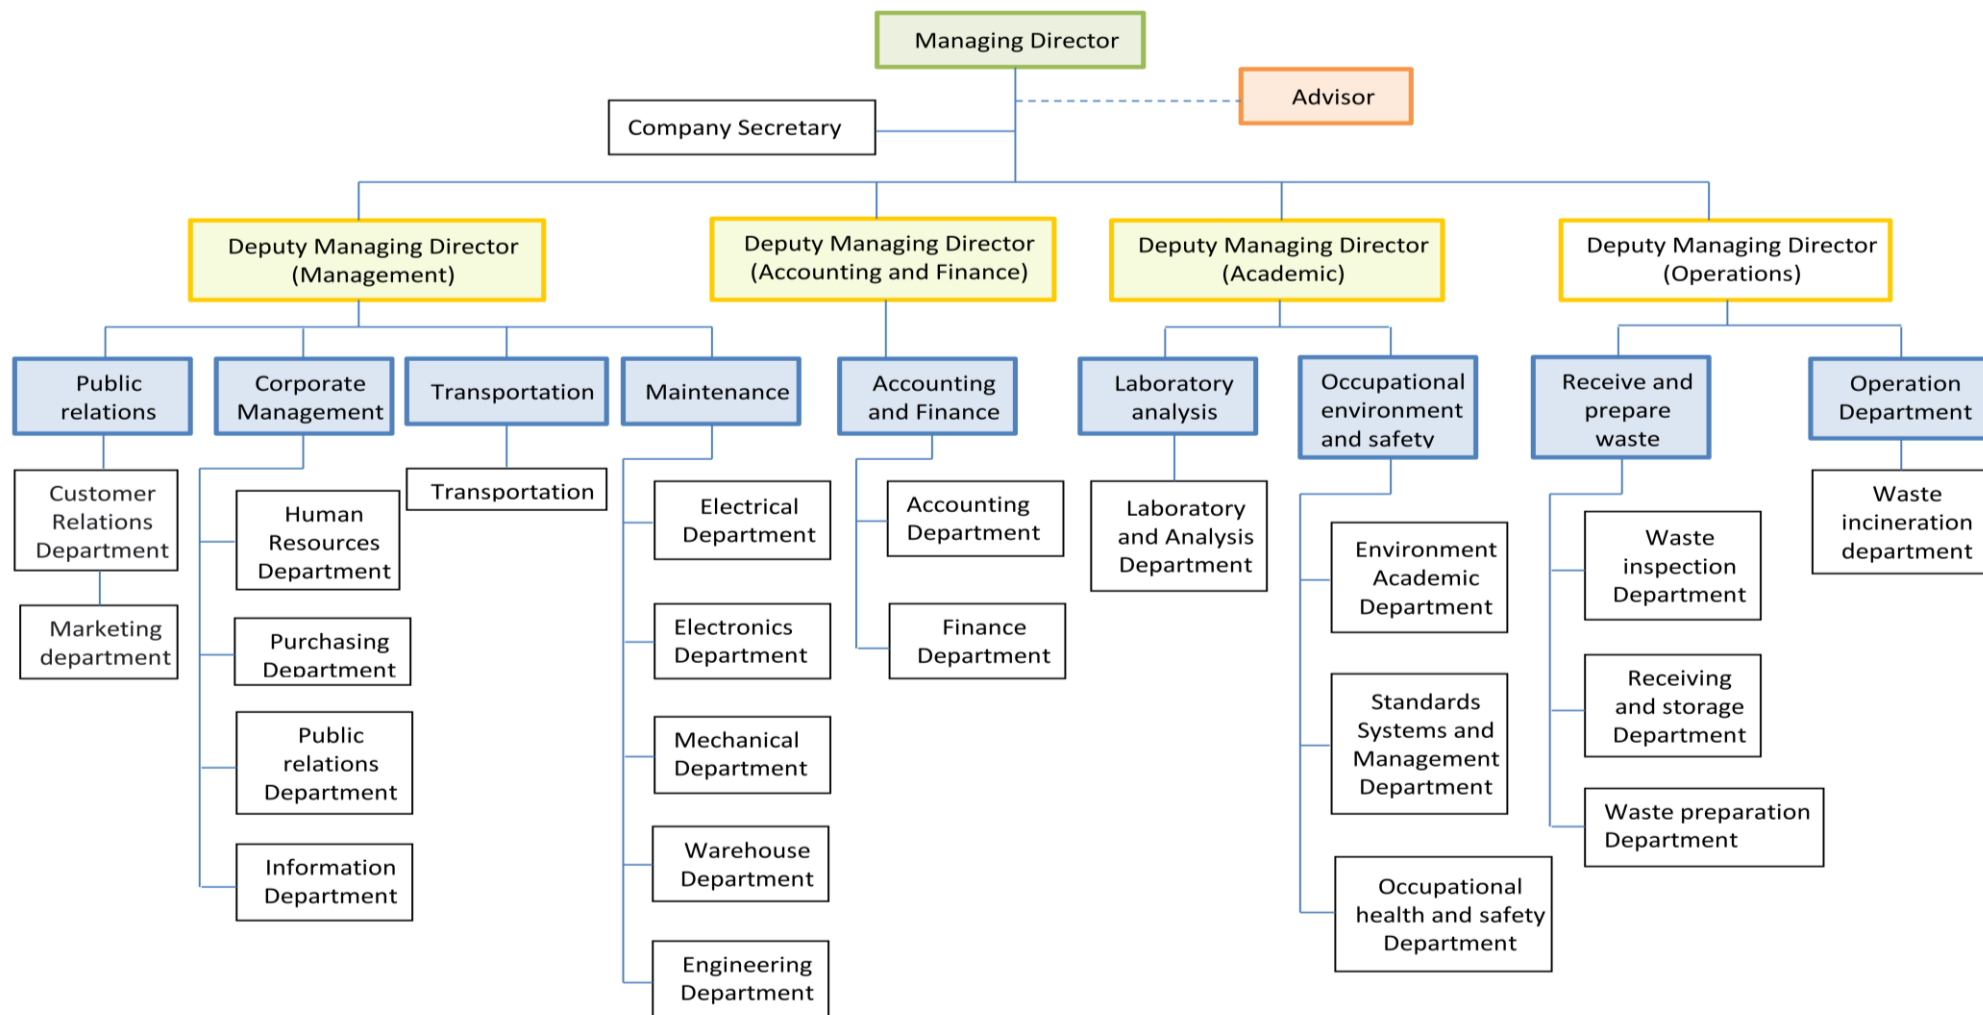 Managing Director
Advisor
Company Secretary
Deputy Managing Director
(Management)
Deputy Managing Director
(Accounting and Finance)
Deputy Managing Director
(Academic)
Deputy Managing Director
(Operations)
Public
relations
Corporate
Management
Transportation
Maintenance
Accounting
and Finance
Laboratory
analysis
Occupational
environment
and safety
Receive and
prepare
waste
Operation
Department
Customer
Relations
Department
Marketing
department
Human
Resources
Department
Purchasing
Department
Public
relations
Department
Information
Department
Transportation
Electrical
Department
Electronics
Department
Mechanical
Department
Warehouse
Department
Engineering
Department
Accounting
Department
Finance
Department
Laboratory
and Analysis
Department
Environment
Academic
Department
Standards
Systems and
Management
Department
Occupational
health and safety
Department
Waste
inspection
Department
Receiving
and storage
Department
Waste preparation
Department
Waste
incineration
department